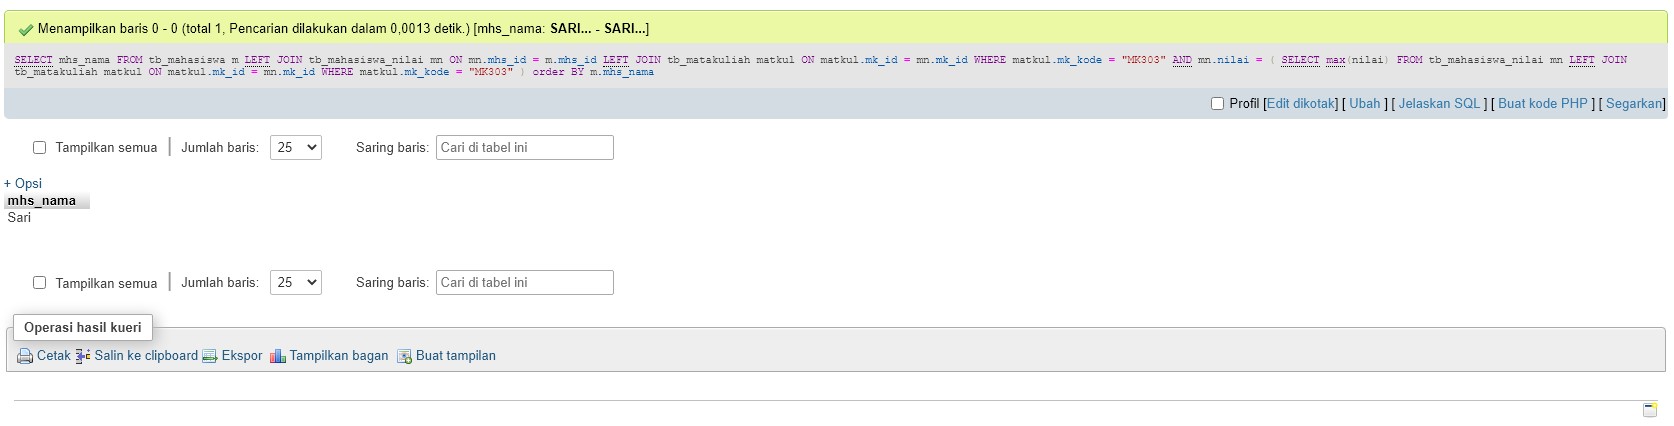 Menampilkan baris 0 - 0 (total 1, Pencarian dilakukan dalam 0,0013 detik.) [mhs_nama: SARI... - SARI...]
SELECT mhs_nama FROM tb_mahasiswa m LEFT JOIN tb_mahasiswa_nilai mn ON mn.mhs_id = m.mhs_id LEFT JOIN tb_matakuliah matkul ON matkul.mk_id = mn.mk_id WHERE matkul.mk_kode = "MK303" AND mn.nilai = ( SELECT max(nilai) FROM tb_mahasiswa_nilai mn LEFT JOIN
tb_matakuliah matkul ON matkul.mk_id = mn.mk_id WHERE matkul.mk_kode = "MK303" ) order BY m.mhs_nama
Profil [Edit dikotak] [ Ubah ] [ Jelaskan SQL ] [ Buat kode PHP ] [ Segarkan]
Tampilkan semua | Jumlah baris: 25 Saring baris: Cari di tabel ini
+ Opsi
mhs_nama
Sari
Tampilkan semua | Jumlah baris: 25 Saring baris: Cari di tabel ini
Operasi hasil kueri
Cetak Salin ke clipboard Ekspor Tampilkan bagan Buat tampilan